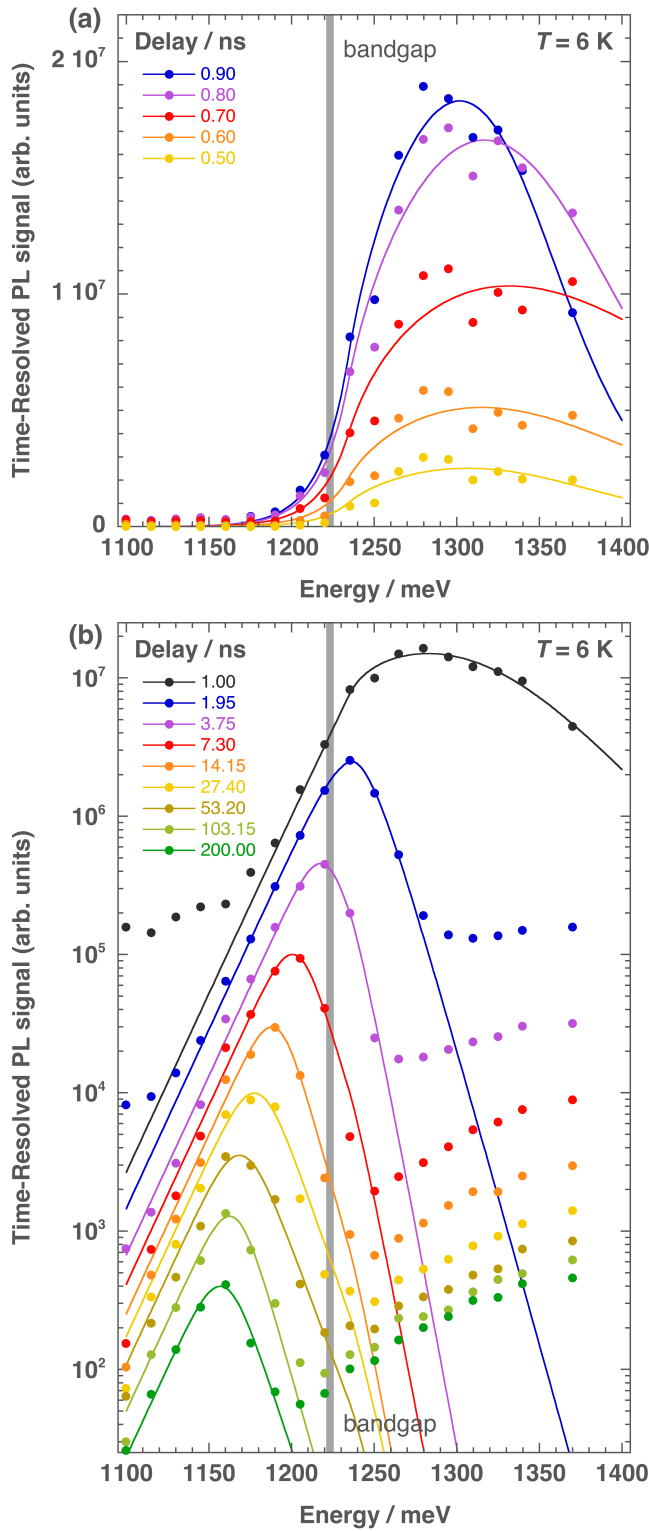 (a)
Delay / ns
bandgap
T = 6 K
0.90
0.80
0.70
0.60
0.50
2 10⁷
1 10⁷
0
Time-Resolved PL signal (arb. units)
1100 1150 1200 1250 1300 1350 1400
Energy / meV
(b)
Delay / ns
T = 6 K
1.00
1.95
3.75
7.30
14.15
27.40
53.20
103.15
200.00
10⁷
10⁶
10⁵
10⁴
10³
10²
Time-Resolved PL signal (arb. units)
bandgap
1100 1150 1200 1250 1300 1350 1400
Energy / meV